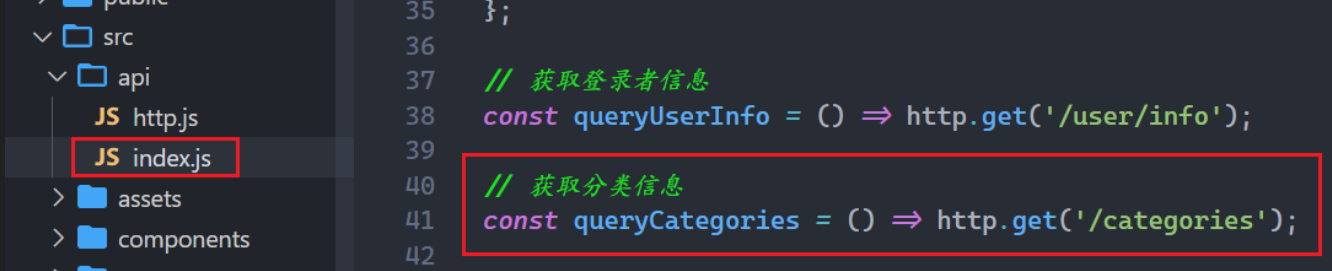 public
src
api
JS http.js
JS index.js
assets
components
35 };
36
37 // 获取登录者信息
38 const queryUserInfo = () => http.get('/user/info');
39
40 // 获取分类信息
41 const queryCategories = () => http.get('/categories');
42